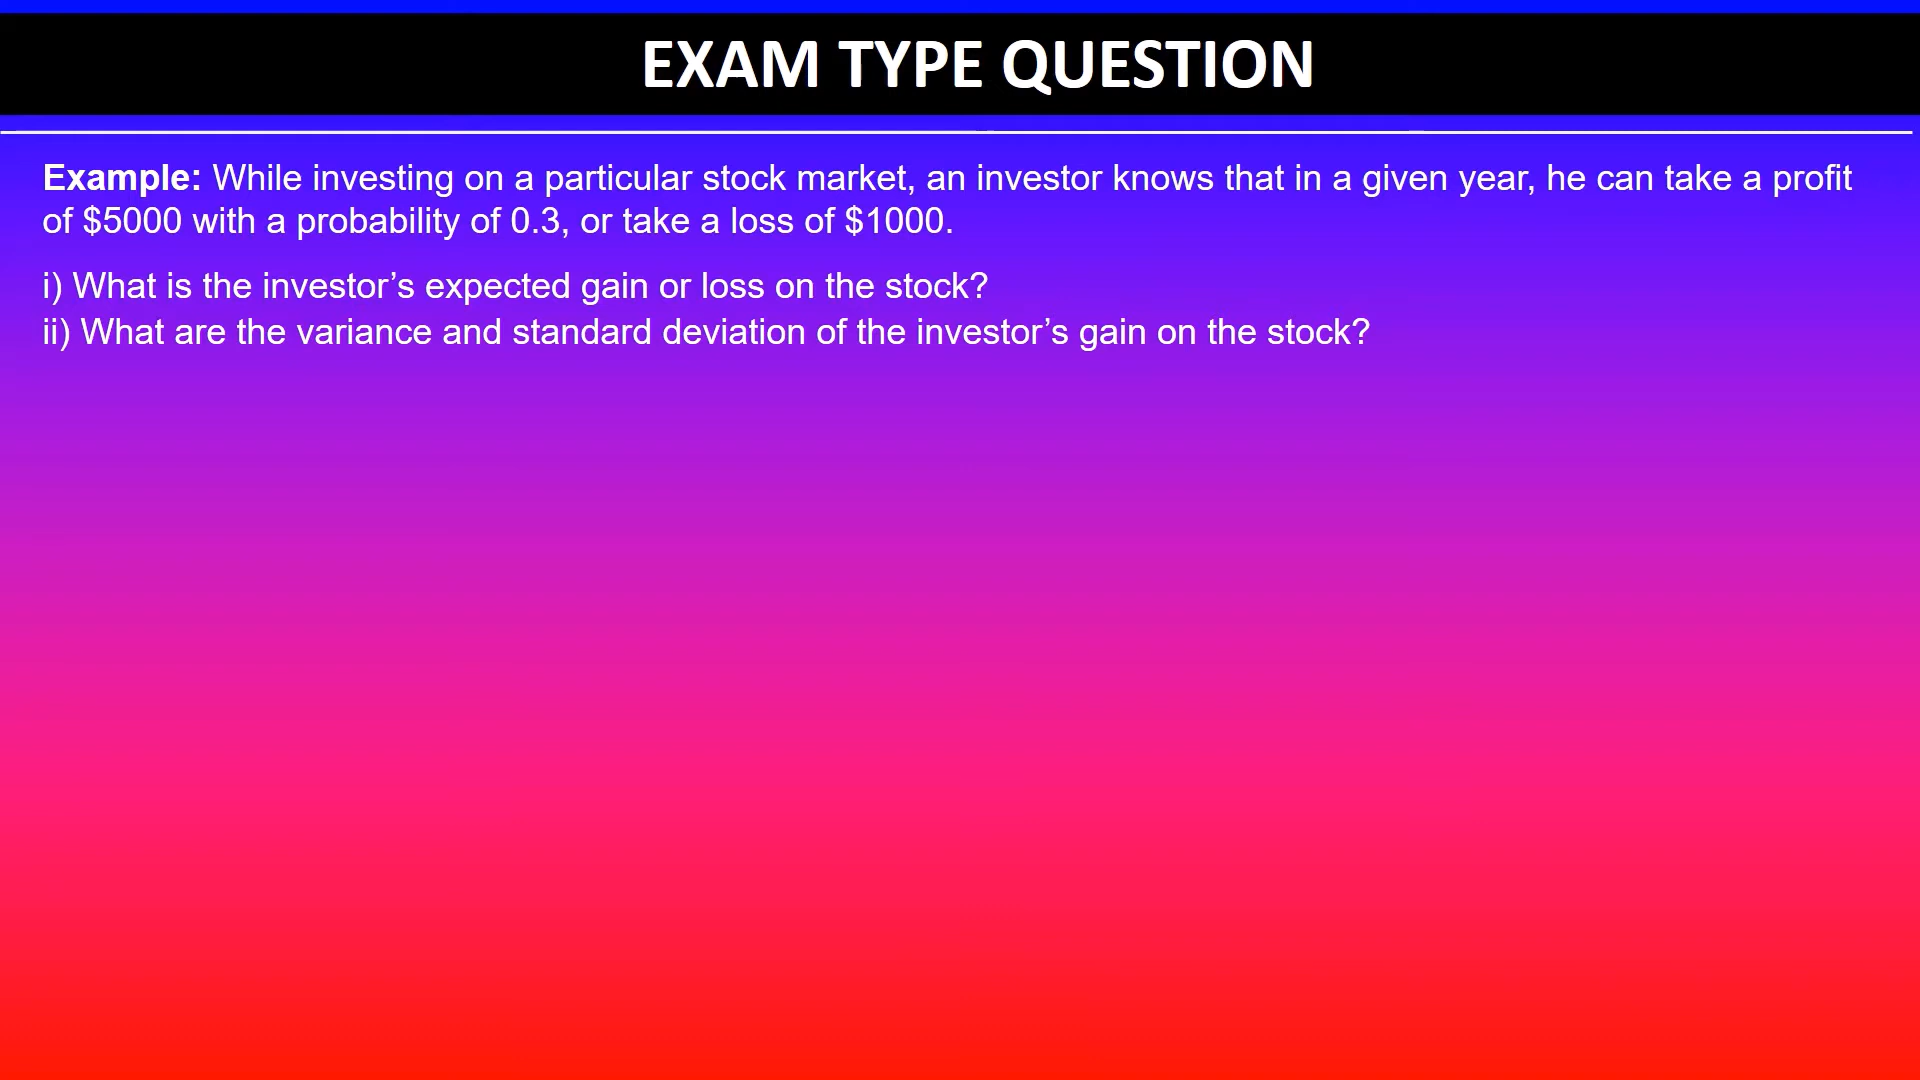 EXAM TYPE QUESTION
Example: While investing on a particular stock market, an investor knows that in a given year, he can take a profit
of $5000 with a probability of 0.3, or take a loss of $1000.
i) What is the investor’s expected gain or loss on the stock?
ii) What are the variance and standard deviation of the investor’s gain on the stock?